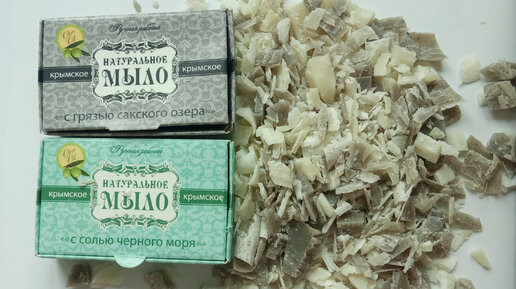 Ручная работа
НАТУРАЛЬНОЕ
крымское МЫЛО крымское
с грязью сакского озера
Ручная работа
НАТУРАЛЬНОЕ
крымское МЫЛО крымское
с солью черного моря